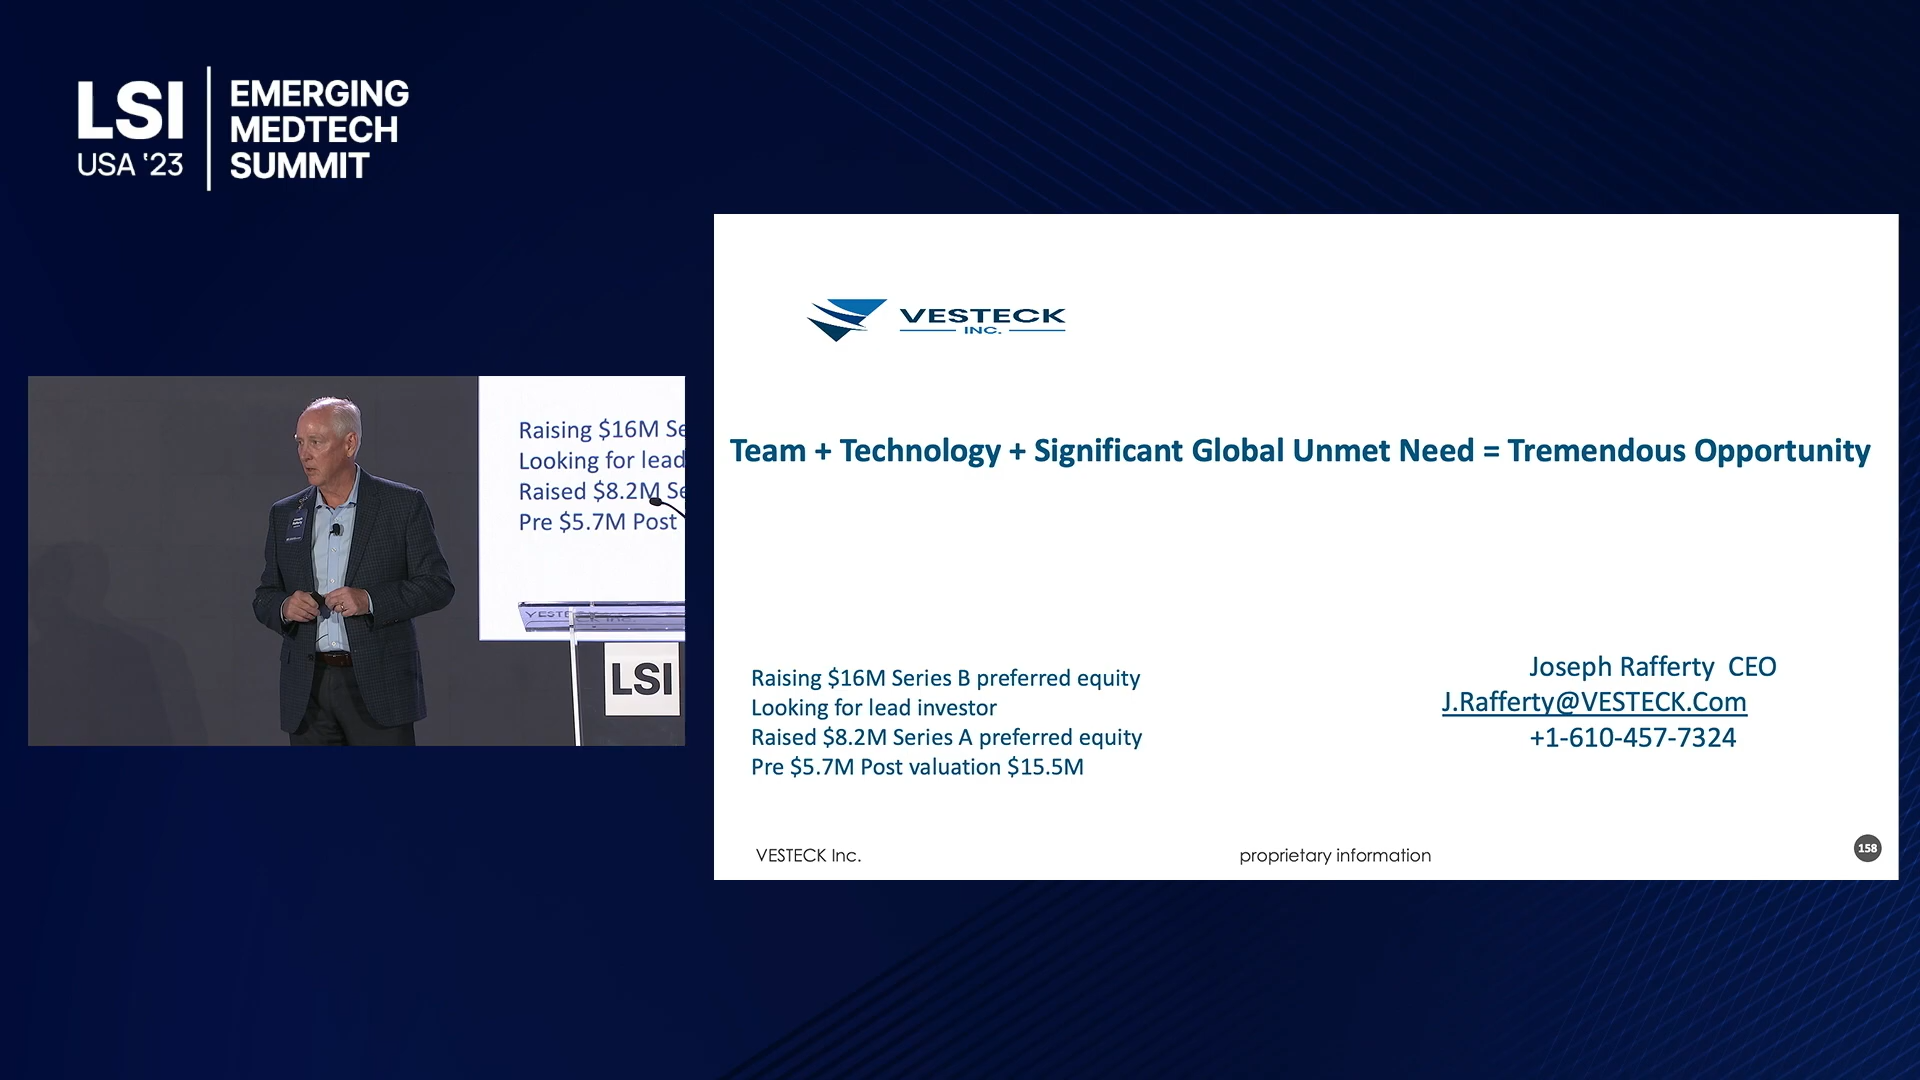 LSI
USA '23
EMERGING
MEDTECH
SUMMIT
VESTECK
INC.
Team + Technology + Significant Global Unmet Need = Tremendous Opportunity
Raising $16M Series B preferred equity
Looking for lead investor
Raised $8.2M Series A preferred equity
Pre $5.7M Post valuation $15.5M
Joseph Rafferty CEO
J.Rafferty@VESTECK.Com
+1-610-457-7324
VESTECK Inc.
proprietary information
158
Raising $16M Se
Looking for lead
Raised $8.2M Se
Pre $5.7M Post
LSI